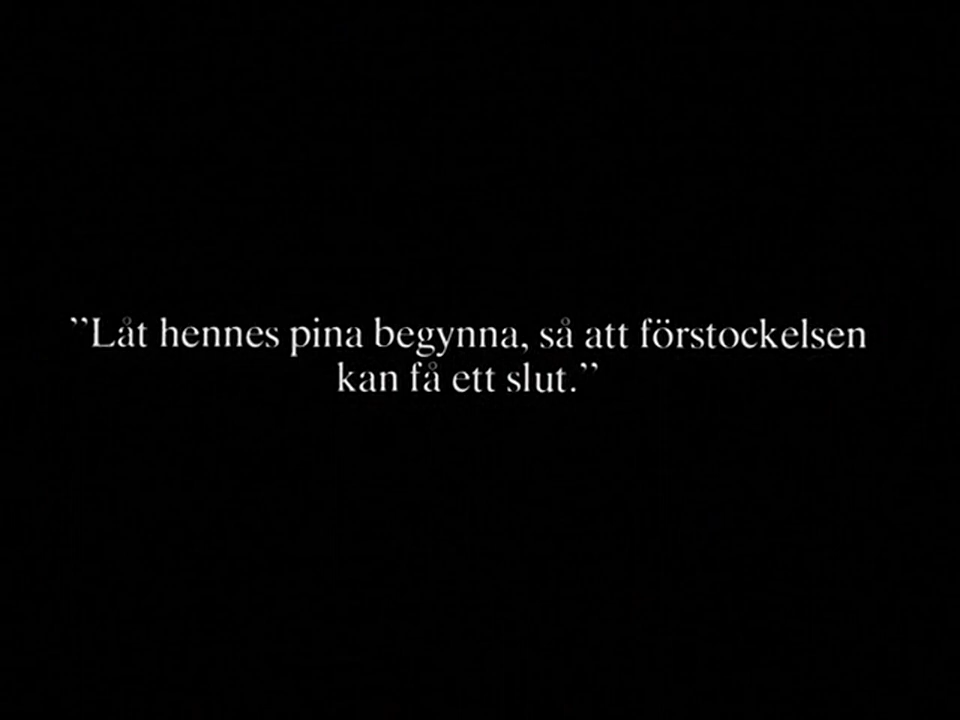 ”Låt hennes pina begynna, så att förstockelsen
kan få ett slut.”